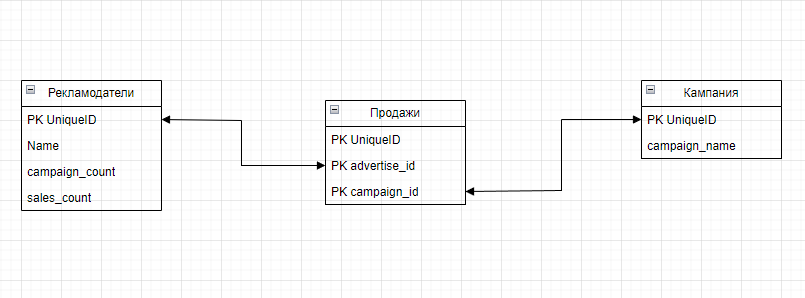 Рекламодатели
PK UniqueID
Name
campaign_count
sales_count
Продажи
PK UniqueID
PK advertise_id
PK campaign_id
Кампания
PK UniqueID
campaign_name